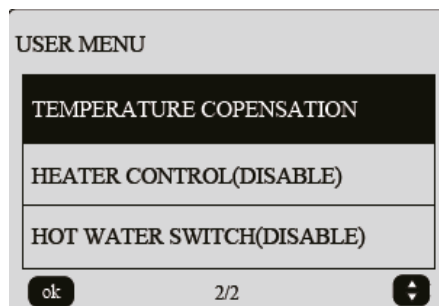 USER MENU
TEMPERATURE COPENSATION
HEATER CONTROL(DISABLE)
HOT WATER SWITCH(DISABLE)
ok 2/2